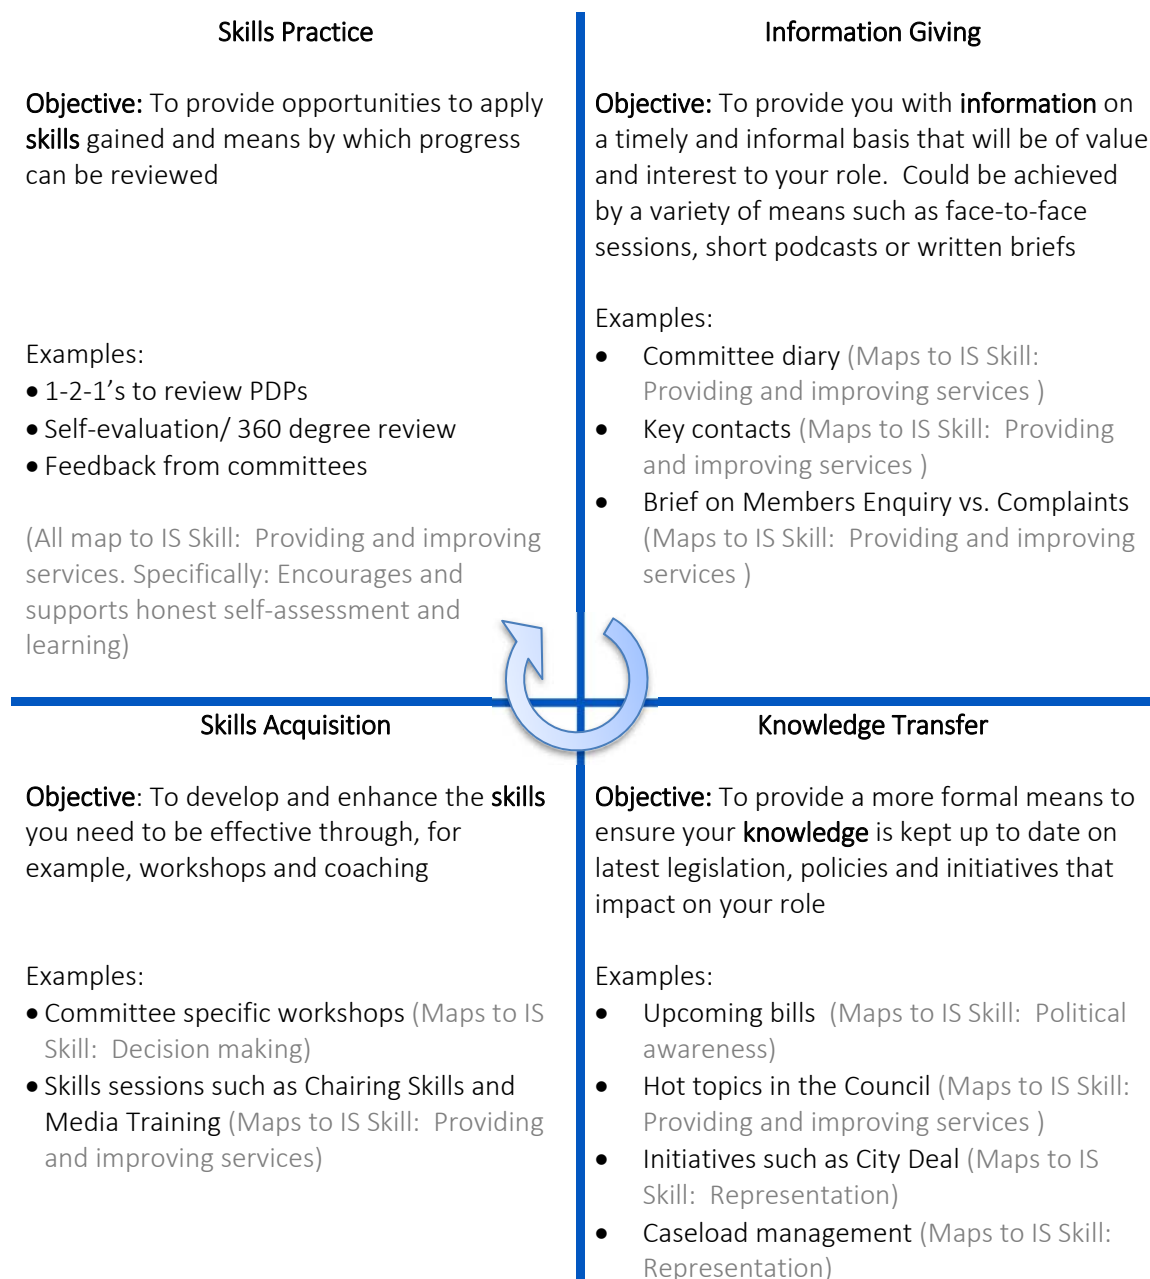 Skills Practice
Objective: To provide opportunities to apply
skills gained and means by which progress
can be reviewed
Examples:
• 1-2-1’s to review PDPs
• Self-evaluation/ 360 degree review
• Feedback from committees
(All map to IS Skill:  Providing and improving
services. Specifically: Encourages and
supports honest self-assessment and
learning)
Information Giving
Objective: To provide you with information on
a timely and informal basis that will be of value
and interest to your role.  Could be achieved
by a variety of means such as face-to-face
sessions, short podcasts or written briefs
Examples:
• Committee diary (Maps to IS Skill:
Providing and improving services )
• Key contacts (Maps to IS Skill:  Providing
and improving services )
• Brief on Members Enquiry vs. Complaints
(Maps to IS Skill:  Providing and improving
services )
Skills Acquisition
Objective: To develop and enhance the skills
you need to be effective through, for
example, workshops and coaching
Examples:
• Committee specific workshops (Maps to IS
Skill:  Decision making)
• Skills sessions such as Chairing Skills and
Media Training (Maps to IS Skill:  Providing
and improving services)
Knowledge Transfer
Objective: To provide a more formal means to
ensure your knowledge is kept up to date on
latest legislation, policies and initiatives that
impact on your role
Examples:
• Upcoming bills  (Maps to IS Skill:  Political
awareness)
• Hot topics in the Council (Maps to IS Skill:
Providing and improving services )
• Initiatives such as City Deal (Maps to IS
Skill:  Representation)
• Caseload management (Maps to IS Skill:
Representation)